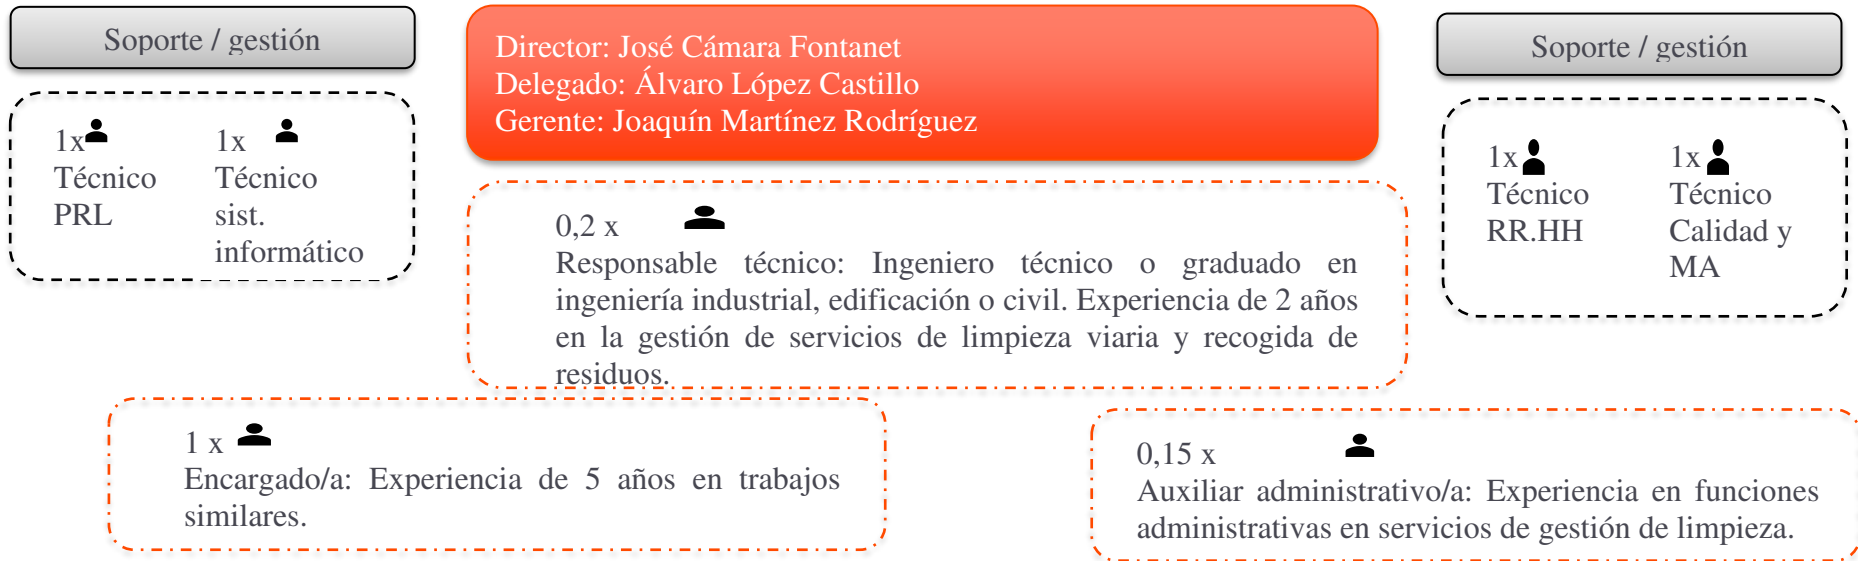 Soporte / gestión
1x
Técnico
PRL
1x
Técnico
sist.
informático
Director: José Cámara Fontanet
Delegado: Álvaro López Castillo
Gerente: Joaquín Martínez Rodríguez
Soporte / gestión
1x
Técnico
RR.HH
1x
Técnico
Calidad y
MA
0,2 x
Responsable técnico: Ingeniero técnico o graduado en
ingeniería industrial, edificación o civil. Experiencia de 2 años
en la gestión de servicios de limpieza viaria y recogida de
residuos.
1 x
Encargado/a: Experiencia de 5 años en trabajos
similares.
0,15 x
Auxiliar administrativo/a: Experiencia en funciones
administrativas en servicios de gestión de limpieza.